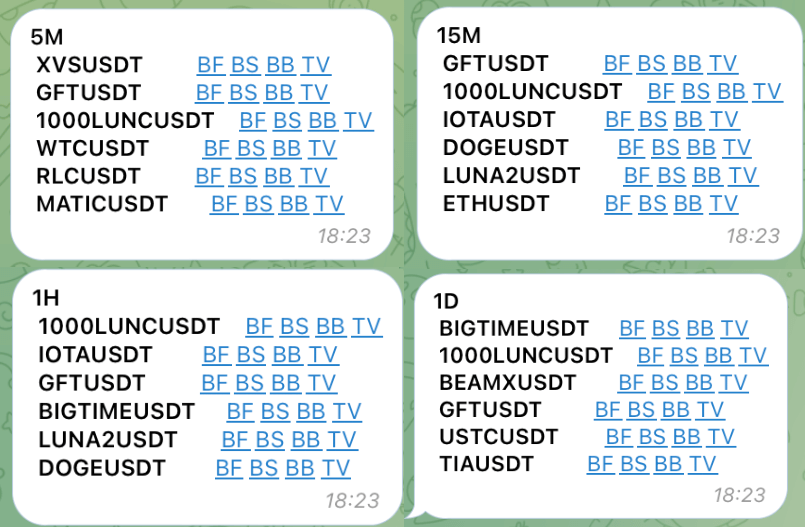 5M
XVSUSDT BF BS BB TV
GFTUSDT BF BS BB TV
1000LUNCUSDT BF BS BB TV
WTCUSDT BF BS BB TV
RLCUSDT BF BS BB TV
MATICUSDT BF BS BB TV
18:23
15M
GFTUSDT BF BS BB TV
1000LUNCUSDT BF BS BB TV
IOTAUSDT BF BS BB TV
DOGEUSDT BF BS BB TV
LUNA2USDT BF BS BB TV
ETHUSDT BF BS BB TV
18:23
1H
1000LUNCUSDT BF BS BB TV
IOTAUSDT BF BS BB TV
GFTUSDT BF BS BB TV
BIGTIMEUSDT BF BS BB TV
LUNA2USDT BF BS BB TV
DOGEUSDT BF BS BB TV
18:23
1D
BIGTIMEUSDT BF BS BB TV
1000LUNCUSDT BF BS BB TV
BEAMXUSDT BF BS BB TV
GFTUSDT BF BS BB TV
USTCUSDT BF BS BB TV
TIAUSDT BF BS BB TV
18:23